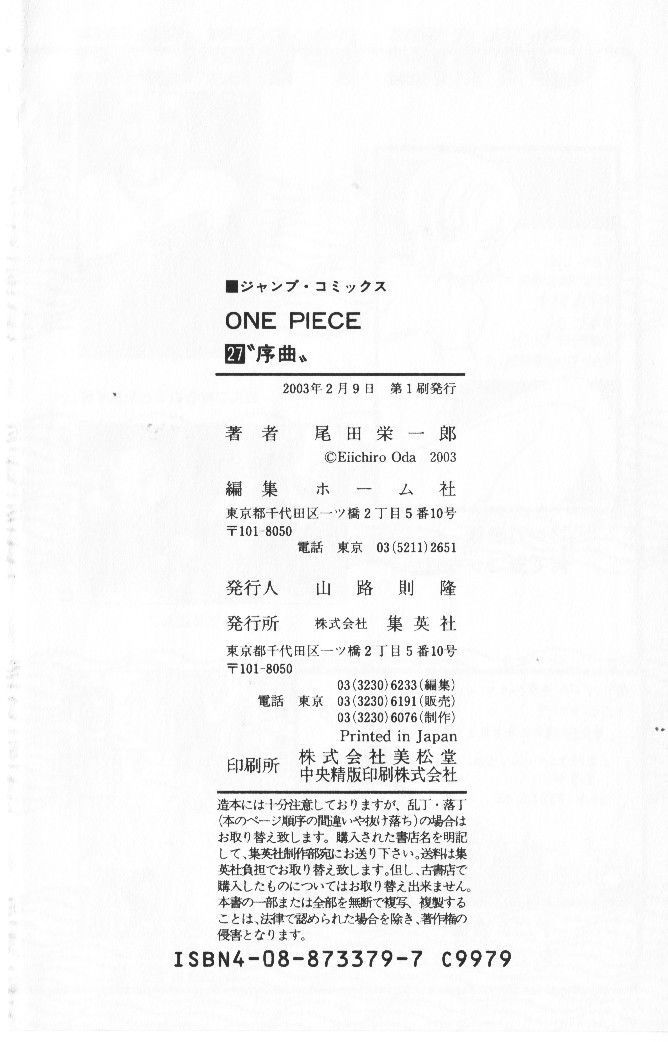 ■ジャンプ・コミックス
ONE PIECE
27〝序曲〟
2003年2月9日 第1刷発行
著者 尾田栄一郎
©Eiichiro Oda 2003
編集 ホーム社
東京都千代田区一ツ橋2丁目5番10号
〒101-8050
電話 東京 03(5211)2651
発行人 山路則隆
発行所 株式会社 集英社
東京都千代田区一ツ橋2丁目5番10号
〒101-8050
03(3230)6233(編集)
電話 東京 03(3230)6191(販売)
03(3230)6076(制作)
Printed in Japan
印刷所 株式会社美松堂
中央精版印刷株式会社
造本には十分注意しておりますが、乱丁・落丁
(本のページ順序の間違いや抜け落ち)の場合は
お取り替え致します。購入された書店名を明記
して、集英社制作部宛にお送り下さい。送料は集
英社負担でお取り替え致します。但し、古書店で
購入したものについてはお取り替え出来ません。
本書の一部または全部を無断で複写、複製する
ことは、法律で認められた場合を除き、著作権の
侵害となります。
ISBN4-08-873379-7 C9979